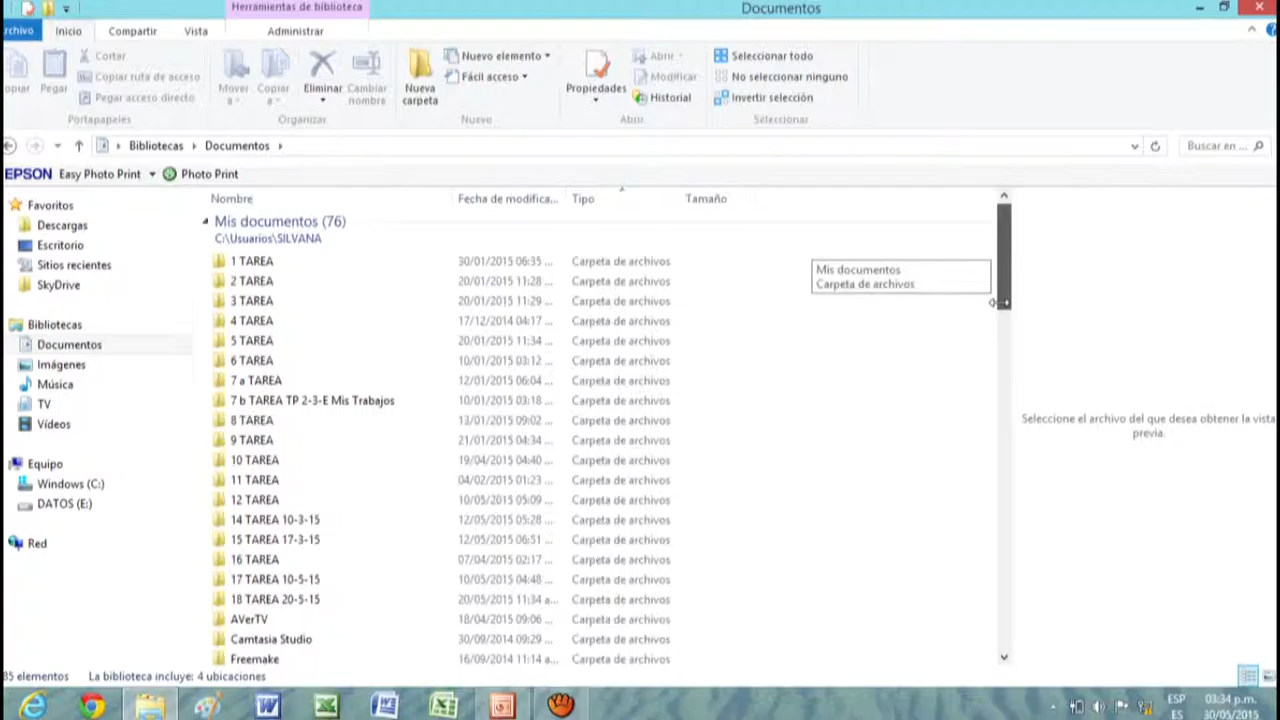 Herramientas de biblioteca
Documentos
rchivo Inicio Compartir Vista Administrar
Cortar
Copiar ruta de acceso
Pegar acceso directo
opiar Pegar
Portapapeles
Mover a
Copiar a
Eliminar
Cambiar nombre
Organizar
Nueva carpeta
Nuevo elemento
Fácil acceso
Nuevo
Propiedades
Abrir
Modificar
Historial
Abrir
Seleccionar todo
No seleccionar ninguno
Invertir selección
Seleccionar
Bibliotecas Documentos
Buscar en ...
EPSON Easy Photo Print Photo Print
Favoritos
Descargas
Escritorio
Sitios recientes
SkyDrive
Bibliotecas
Documentos
Imágenes
Música
TV
Vídeos
Equipo
Windows (C:)
DATOS (E:)
Red
Nombre Fecha de modifica... Tipo Tamaño
Mis documentos (76)
C:\Usuarios\SILVANA
1 TAREA 30/01/2015 06:35 ... Carpeta de archivos
2 TAREA 20/01/2015 11:28 ... Carpeta de archivos
3 TAREA 20/01/2015 11:29 ... Carpeta de archivos
4 TAREA 17/12/2014 04:17 ... Carpeta de archivos
5 TAREA 20/01/2015 11:34 ... Carpeta de archivos
6 TAREA 10/01/2015 03:12 ... Carpeta de archivos
7 a TAREA 12/01/2015 06:04 ... Carpeta de archivos
7 b TAREA TP 2-3-E Mis Trabajos 10/01/2015 03:18 ... Carpeta de archivos
8 TAREA 13/01/2015 09:02 ... Carpeta de archivos
9 TAREA 21/01/2015 04:34 ... Carpeta de archivos
10 TAREA 19/04/2015 04:40 ... Carpeta de archivos
11 TAREA 04/02/2015 01:23 ... Carpeta de archivos
12 TAREA 10/05/2015 05:09 ... Carpeta de archivos
14 TAREA 10-3-15 12/05/2015 05:28 ... Carpeta de archivos
15 TAREA 17-3-15 12/05/2015 06:51 ... Carpeta de archivos
16 TAREA 07/04/2015 02:17 ... Carpeta de archivos
17 TAREA 10-5-15 10/05/2015 04:48 ... Carpeta de archivos
18 TAREA 20-5-15 20/05/2015 11:34 a... Carpeta de archivos
AVerTV 18/04/2015 09:06 ... Carpeta de archivos
Camtasia Studio 30/09/2014 09:29 ... Carpeta de archivos
Freemake 16/09/2014 11:14 a... Carpeta de archivos
Mis documentos
Carpeta de archivos
Seleccione el archivo del que desea obtener la vista
previa.
35 elementos La biblioteca incluye: 4 ubicaciones
ESP
ES
03:34 p.m.
30/05/2015